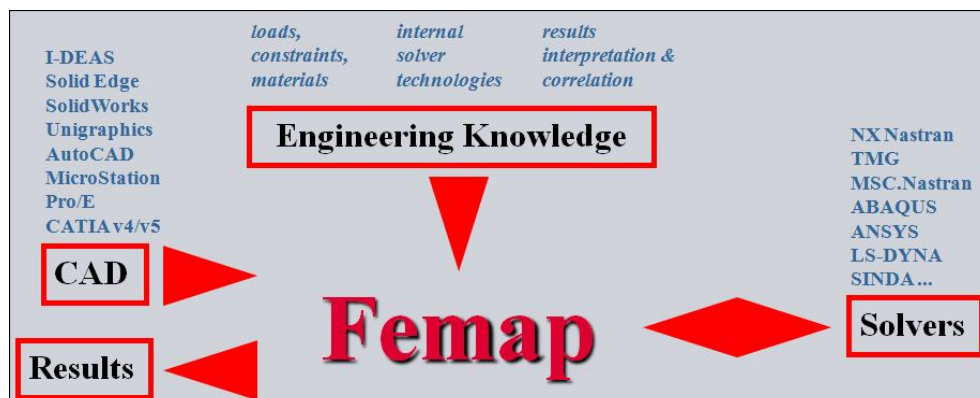 loads,
constraints,
materials
internal
solver
technologies
results
interpretation &
correlation
I-DEAS
Solid Edge
SolidWorks
Unigraphics
AutoCAD
MicroStation
Pro/E
CATIA v4/v5
Engineering Knowledge
NX Nastran
TMG
MSC.Nastran
ABAQUS
ANSYS
LS-DYNA
SINDA...
CAD
Femap
Solvers
Results